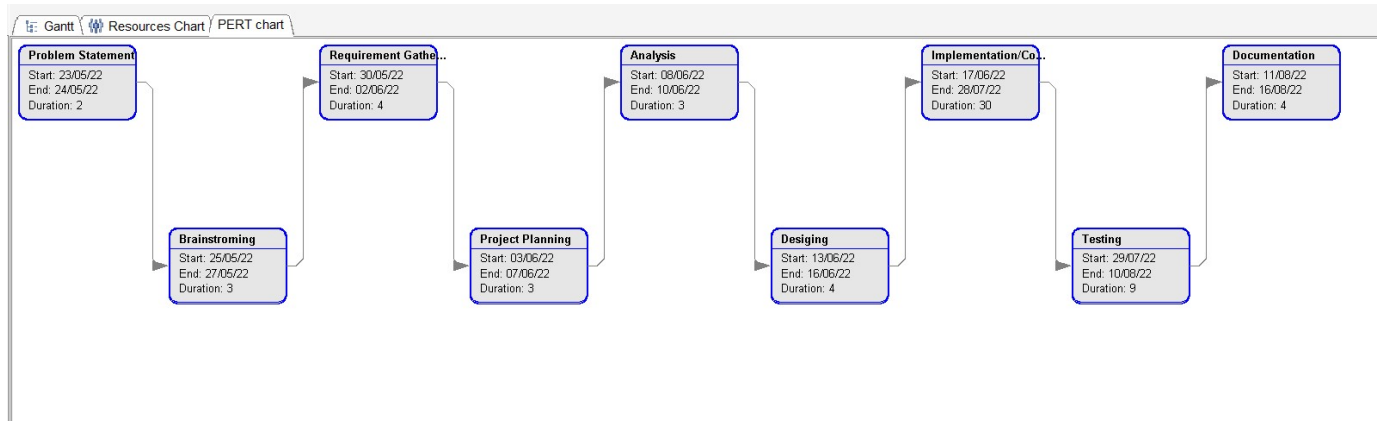 Gantt
Resources Chart
PERT chart
Problem Statement
Start: 23/05/22
End: 24/05/22
Duration: 2
Brainstroming
Start: 25/05/22
End: 27/05/22
Duration: 3
Requirement Gathe...
Start: 30/05/22
End: 02/06/22
Duration: 4
Project Planning
Start: 03/06/22
End: 07/06/22
Duration: 3
Analysis
Start: 08/06/22
End: 10/06/22
Duration: 3
Desiging
Start: 13/06/22
End: 16/06/22
Duration: 4
Implementation/Co...
Start: 17/06/22
End: 28/07/22
Duration: 30
Testing
Start: 29/07/22
End: 10/08/22
Duration: 9
Documentation
Start: 11/08/22
End: 16/08/22
Duration: 4